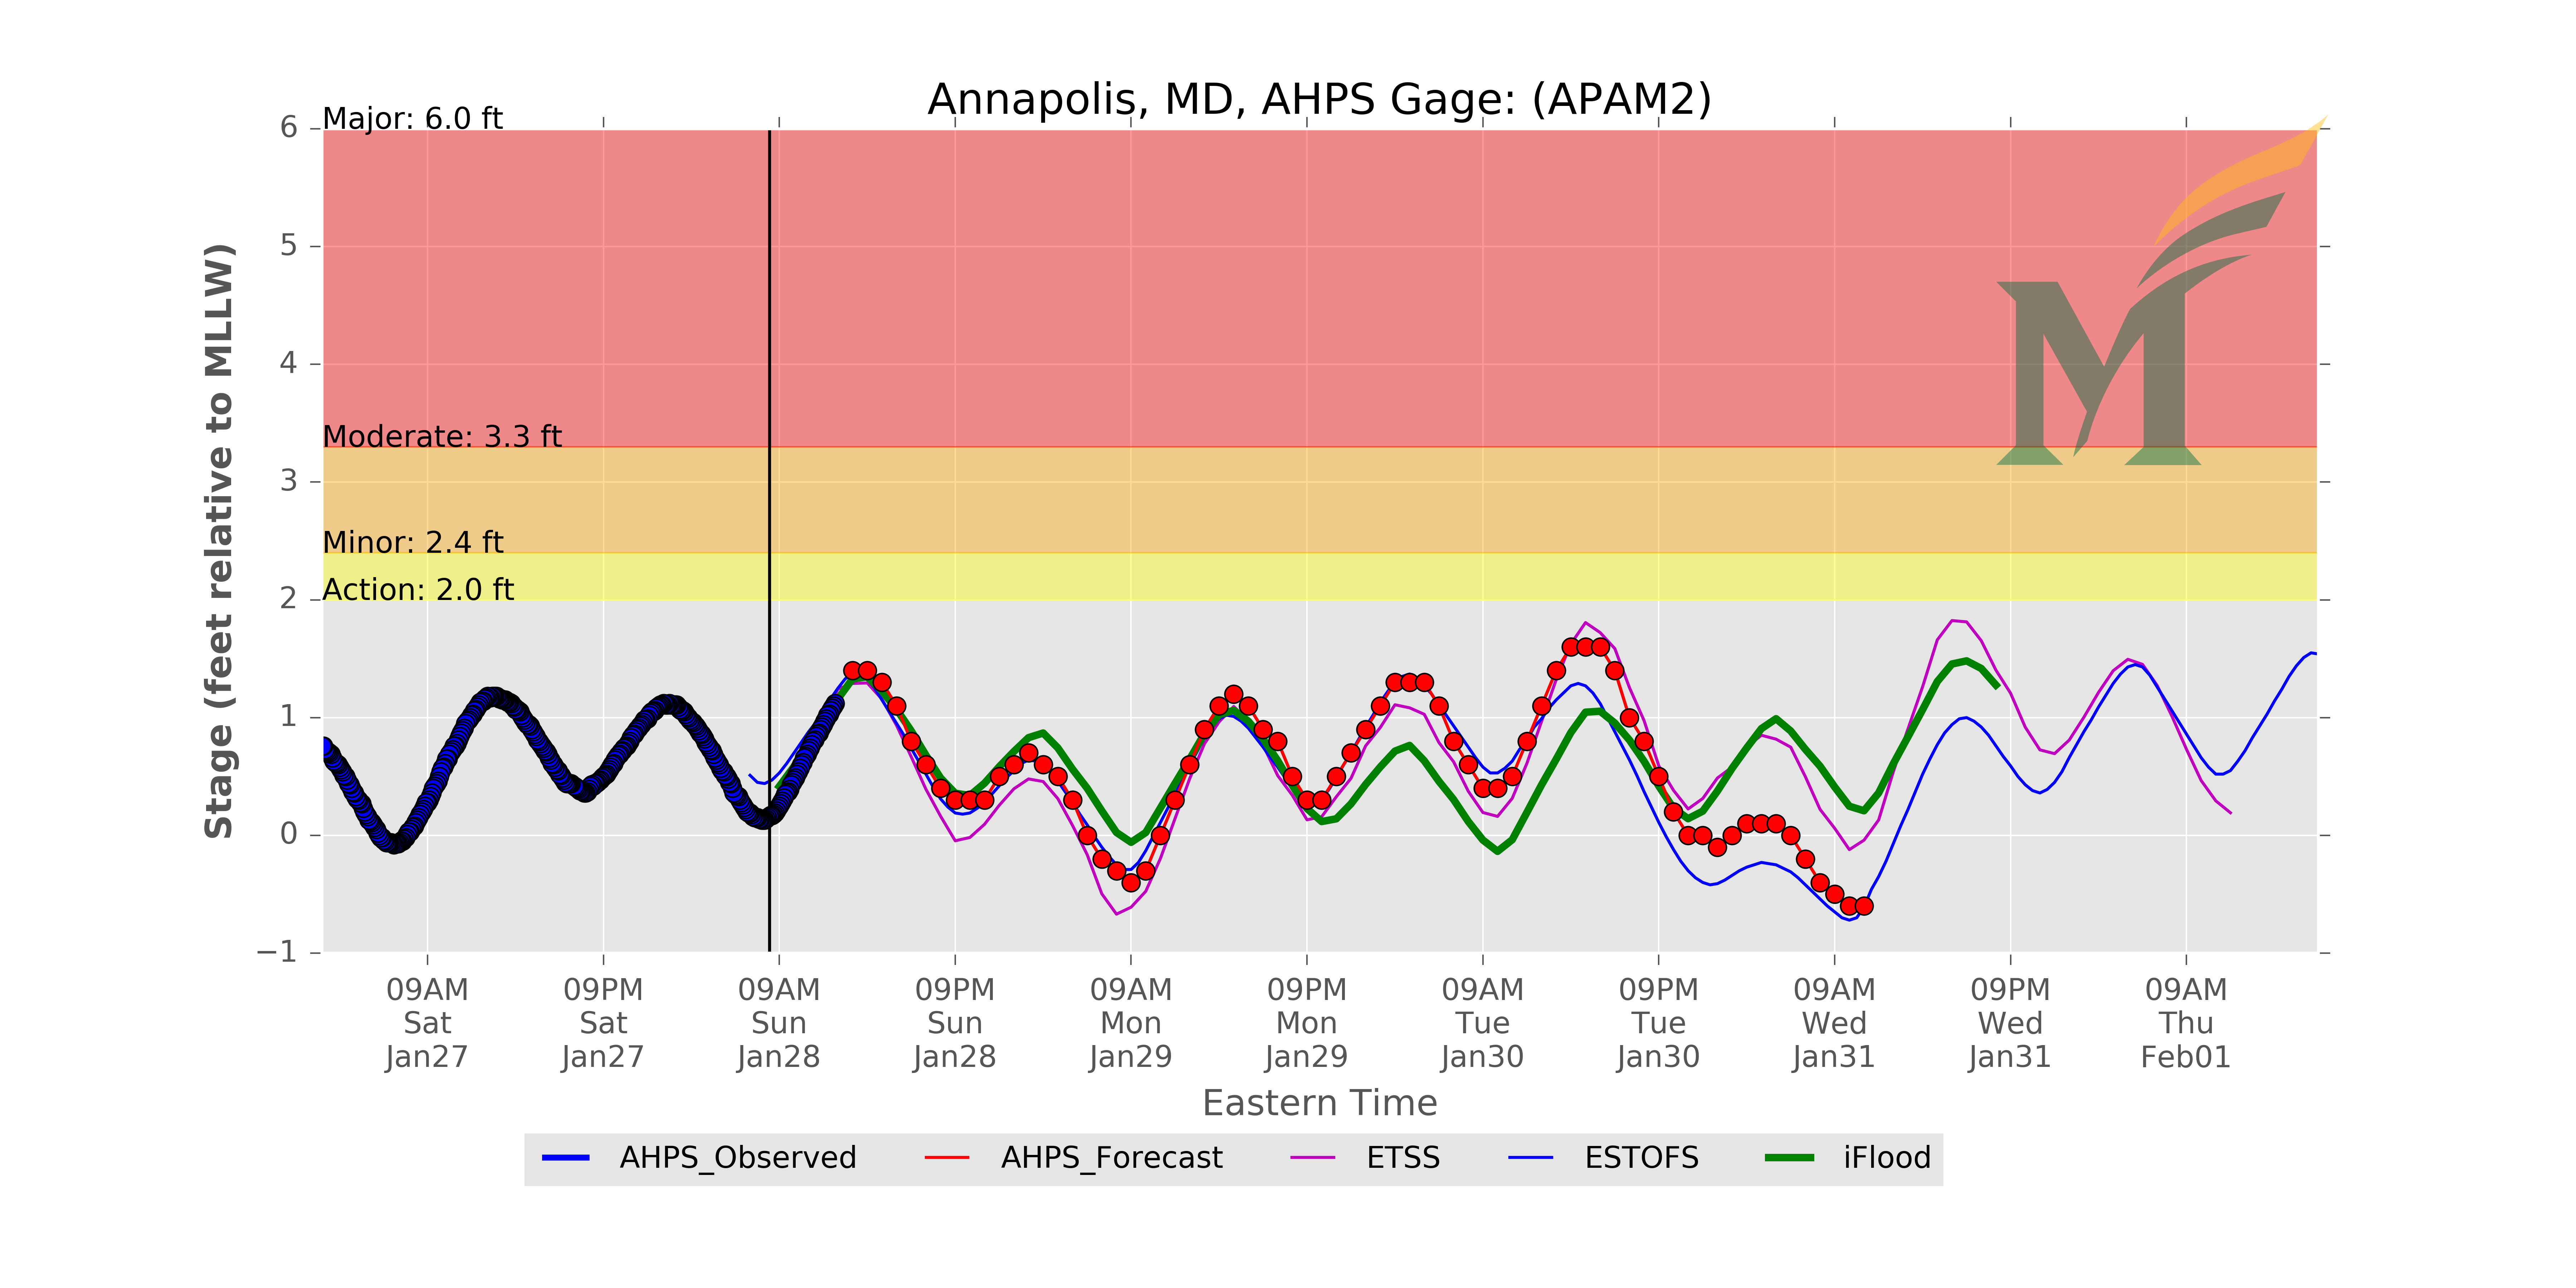 Annapolis, MD, AHPS Gage: (APAM2)
Stage (feet relative to MLLW)
6
5
4
3
2
1
0
−1
Major: 6.0 ft
Moderate: 3.3 ft
Minor: 2.4 ft
Action: 2.0 ft
M
09AM 09PM 09AM 09PM 09AM 09PM 09AM 09PM 09AM 09PM 09AM
Sat Sat Sun Sun Mon Mon Tue Tue Wed Wed Thu
Jan27 Jan27 Jan28 Jan28 Jan29 Jan29 Jan30 Jan30 Jan31 Jan31 Feb01
Eastern Time
AHPS_Observed AHPS_Forecast ETSS ESTOFS iFlood